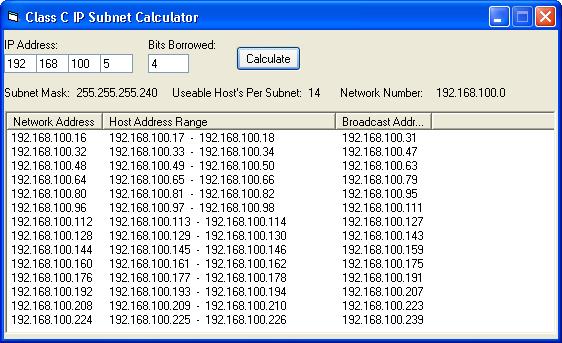 Class C IP Subnet Calculator
IP Address: Bits Borrowed:
192 168 100 5 4 Calculate
Subnet Mask: 255.255.255.240 Useable Host's Per Subnet: 14 Network Number: 192.168.100.0
Network Address Host Address Range Broadcast Addr...
192.168.100.16 192.168.100.17 - 192.168.100.18 192.168.100.31
192.168.100.32 192.168.100.33 - 192.168.100.34 192.168.100.47
192.168.100.48 192.168.100.49 - 192.168.100.50 192.168.100.63
192.168.100.64 192.168.100.65 - 192.168.100.66 192.168.100.79
192.168.100.80 192.168.100.81 - 192.168.100.82 192.168.100.95
192.168.100.96 192.168.100.97 - 192.168.100.98 192.168.100.111
192.168.100.112 192.168.100.113 - 192.168.100.114 192.168.100.127
192.168.100.128 192.168.100.129 - 192.168.100.130 192.168.100.143
192.168.100.144 192.168.100.145 - 192.168.100.146 192.168.100.159
192.168.100.160 192.168.100.161 - 192.168.100.162 192.168.100.175
192.168.100.176 192.168.100.177 - 192.168.100.178 192.168.100.191
192.168.100.192 192.168.100.193 - 192.168.100.194 192.168.100.207
192.168.100.208 192.168.100.209 - 192.168.100.210 192.168.100.223
192.168.100.224 192.168.100.225 - 192.168.100.226 192.168.100.239